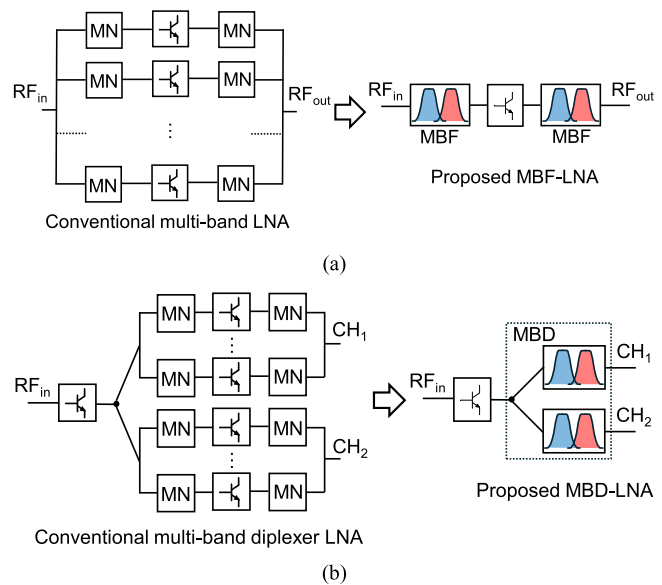 MN MN
MN MN
RFin
RFout
⋮
MN MN
Conventional multi-band LNA
RFin RFout
MBF MBF
Proposed MBF-LNA
(a)
MN MN
CH1
⋮
MN MN
RFin
MN MN
CH2
⋮
MN MN
Conventional multi-band diplexer LNA
MBD
CH1
RFin
CH2
Proposed MBD-LNA
(b)